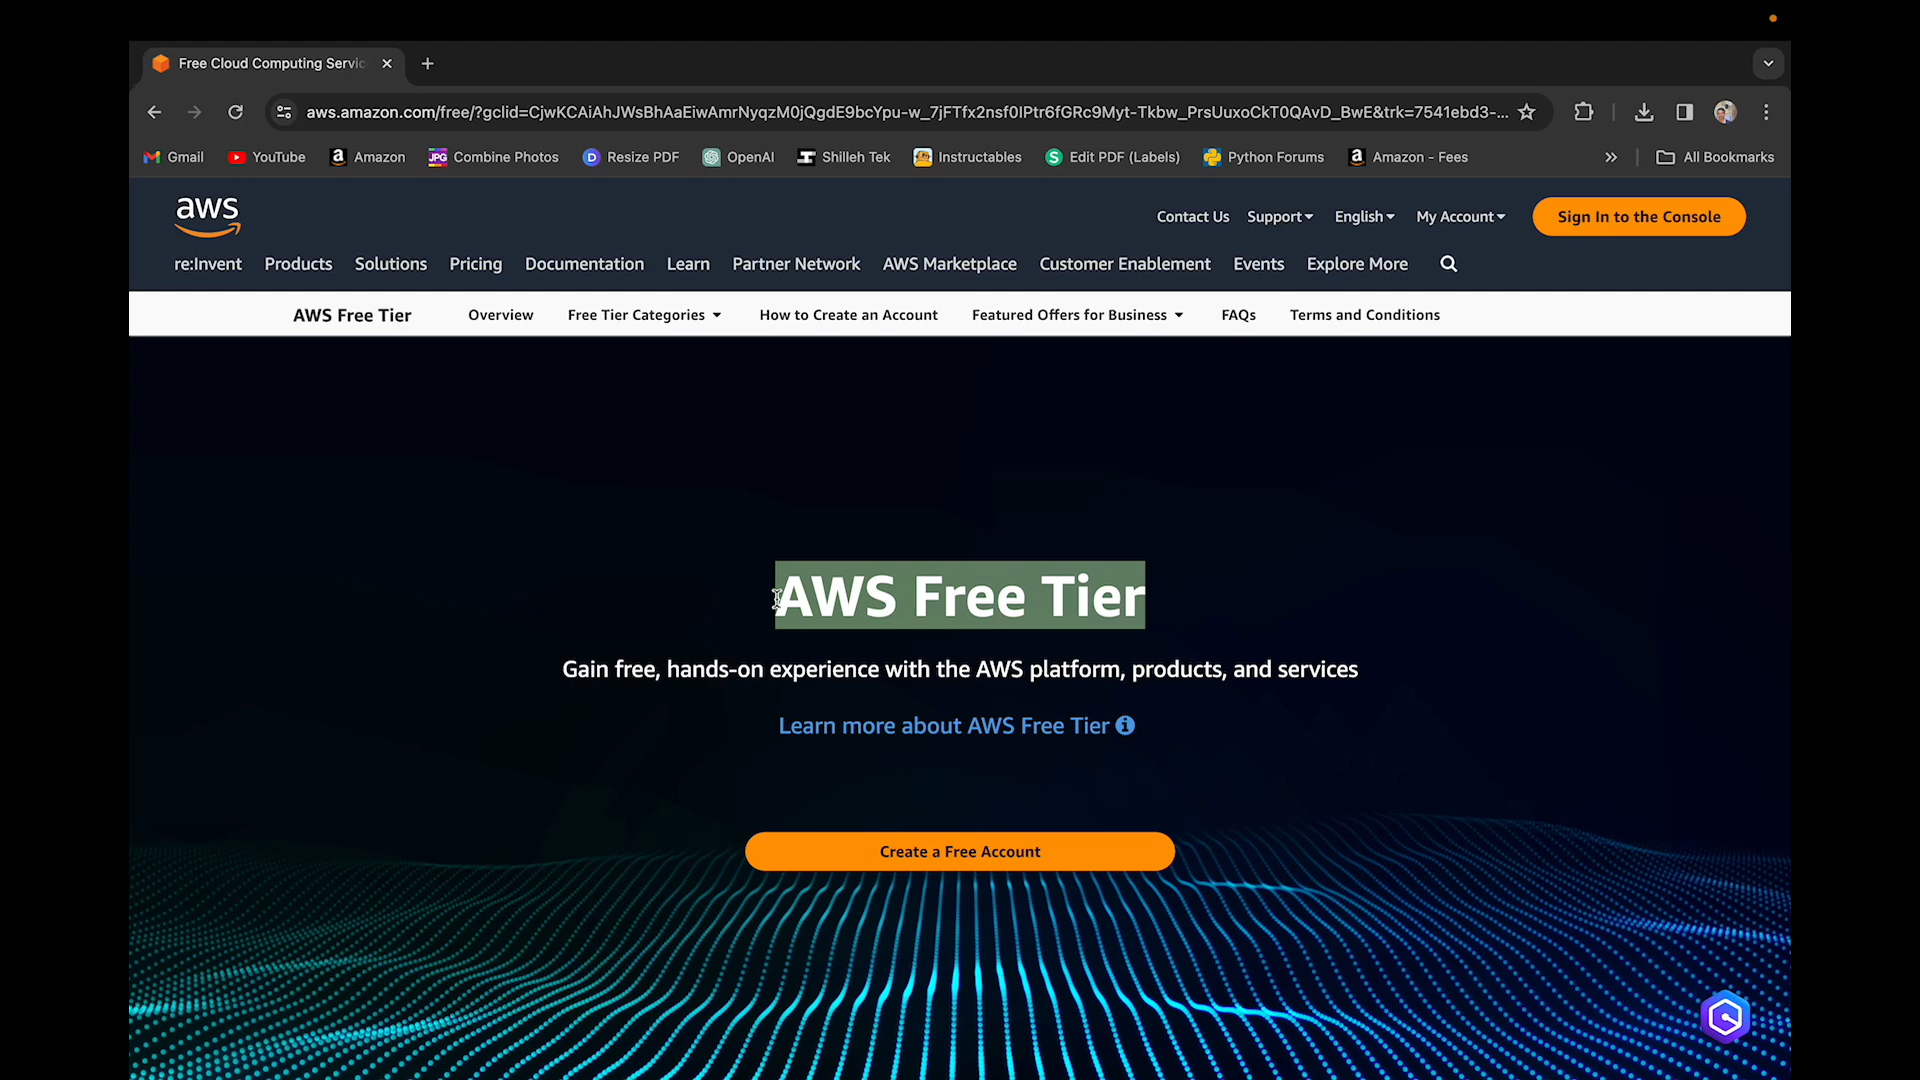 Free Cloud Computing Servic
aws.amazon.com/free/?gclid=CjwKCAiAhJWsBhAaEiwAmrNyqzM0jQgdE9bcYpu-w_7jFTfx2nsf0IPtr6fGRc9Myt-Tkbw_PrsUuxoCkT0QAvD_BwE&trk=7541ebd3-...
Gmail YouTube a Amazon JPG Combine Photos D Resize PDF OpenAI Shilleh Tek Instructables S Edit PDF (Labels) Python Forums a Amazon - Fees » All Bookmarks
aws
Contact Us Support English My Account Sign In to the Console
re:Invent Products Solutions Pricing Documentation Learn Partner Network AWS Marketplace Customer Enablement Events Explore More
AWS Free Tier Overview Free Tier Categories How to Create an Account Featured Offers for Business FAQs Terms and Conditions
AWS Free Tier
Gain free, hands-on experience with the AWS platform, products, and services
Learn more about AWS Free Tier
Create a Free Account